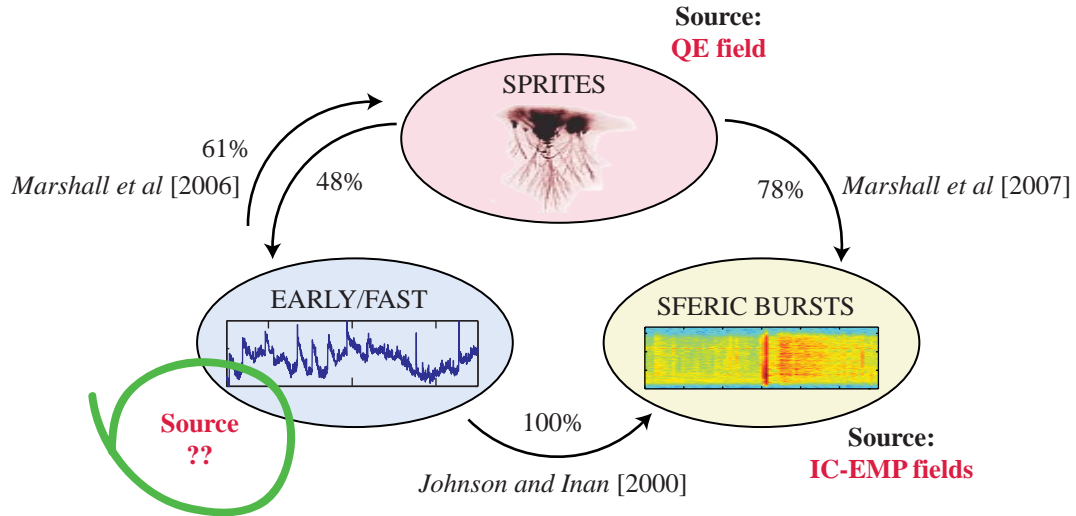 Source:
QE field
SPRITES
61%
Marshall et al [2006]
48%
78%
Marshall et al [2007]
EARLY/FAST
SFERIC BURSTS
Source
??
100%
Johnson and Inan [2000]
Source:
IC-EMP fields